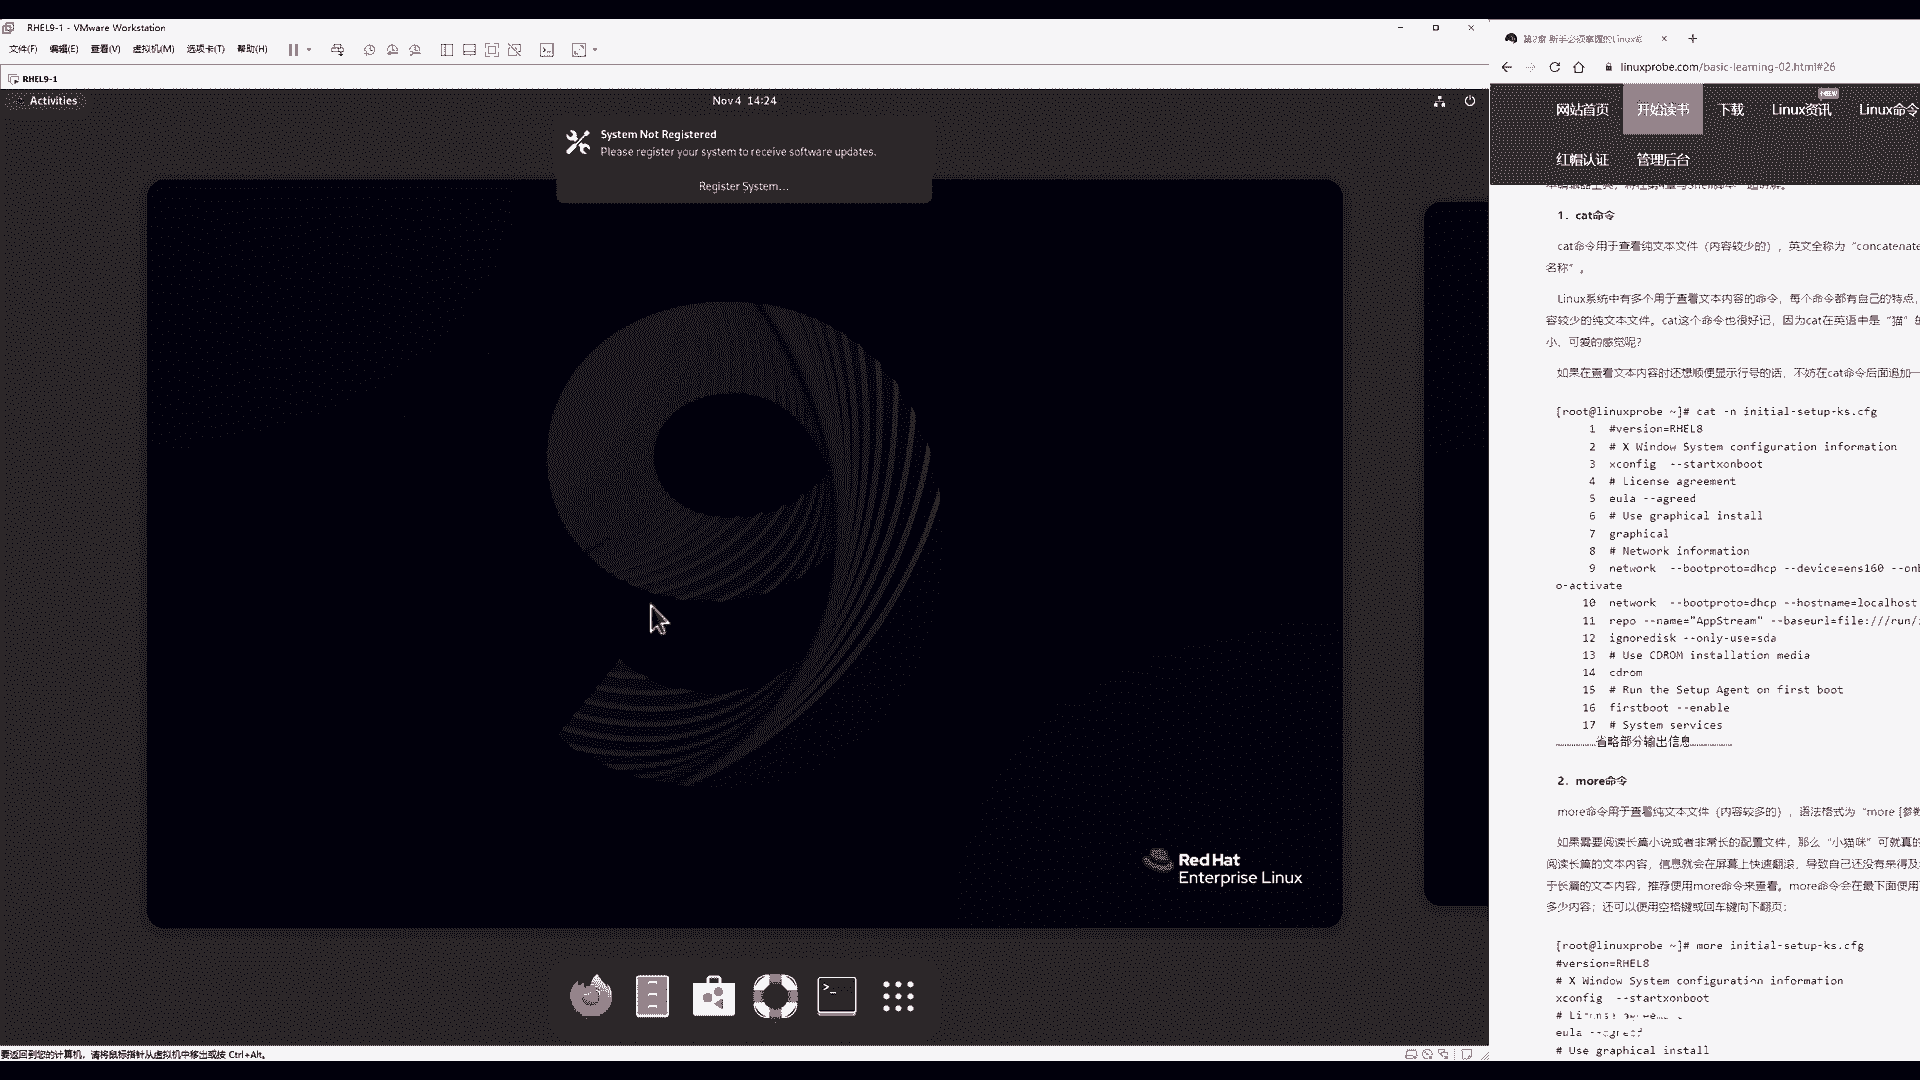 RHEL9-1 - VMware Workstation
文件(F) 编辑(E) 查看(V) 虚拟机(M) 选项卡(T) 帮助(H)
RHEL9-1
Activities
Nov 4 14:24
System Not Registered
Please register your system to receive software updates.
Register System...
Red Hat
Enterprise Linux
要返回到您的计算机，请将鼠标指针从虚拟机中移出或按 Ctrl+Alt。
第2章 新手必须掌握的Linux命
linuxprobe.com/basic-learning-02.html#26
网站首页 开始读书 下载 Linux资讯 Linux命令
NEW
红帽认证 管理后台
1．cat命令
cat命令用于查看纯文本文件（内容较少的），英文全称为“concatenate
名称”。
Linux系统中有多个用于查看文本内容的命令，每个命令都有自己的特点，
容较少的纯文本文件。cat这个命令也很好记，因为cat在英语中是“猫”
小、可爱的感觉呢？
如果在查看文本内容时还想顺便显示行号的话，不妨在cat命令后面追加一
[root@linuxprobe ~]# cat -n initial-setup-ks.cfg
1 #version=RHEL8
2 # X Window System configuration information
3 xconfig --startxonboot
4 # License agreement
5 eula --agreed
6 # Use graphical install
7 graphical
8 # Network information
9 network --bootproto=dhcp --device=ens160 --onb
o-activate
10 network --bootproto=dhcp --hostname=localhost
11 repo --name="AppStream" --baseurl=file:///run/
12 ignoredisk --only-use=sda
13 # Use CDROM installation media
14 cdrom
15 # Run the Setup Agent on first boot
16 firstboot --enable
17 # System services
………………省略部分输出信息………………
2．more命令
more命令用于查看纯文本文件（内容较多的），语法格式为“more [参数
如果需要阅读长篇小说或者非常长的配置文件，那么“小猫咪”可就真的
阅读长篇的文本内容，信息就会在屏幕上快速翻滚，导致自己还没有来得及
于长篇的文本内容，推荐使用more命令来查看。more命令会在最下面使用
多少内容；还可以使用空格键或回车键向下翻页：
[root@linuxprobe ~]# more initial-setup-ks.cfg
#version=RHEL8
# X Window System configuration information
xconfig --startxonboot
# License agreement
eula --agreed
# Use graphical install